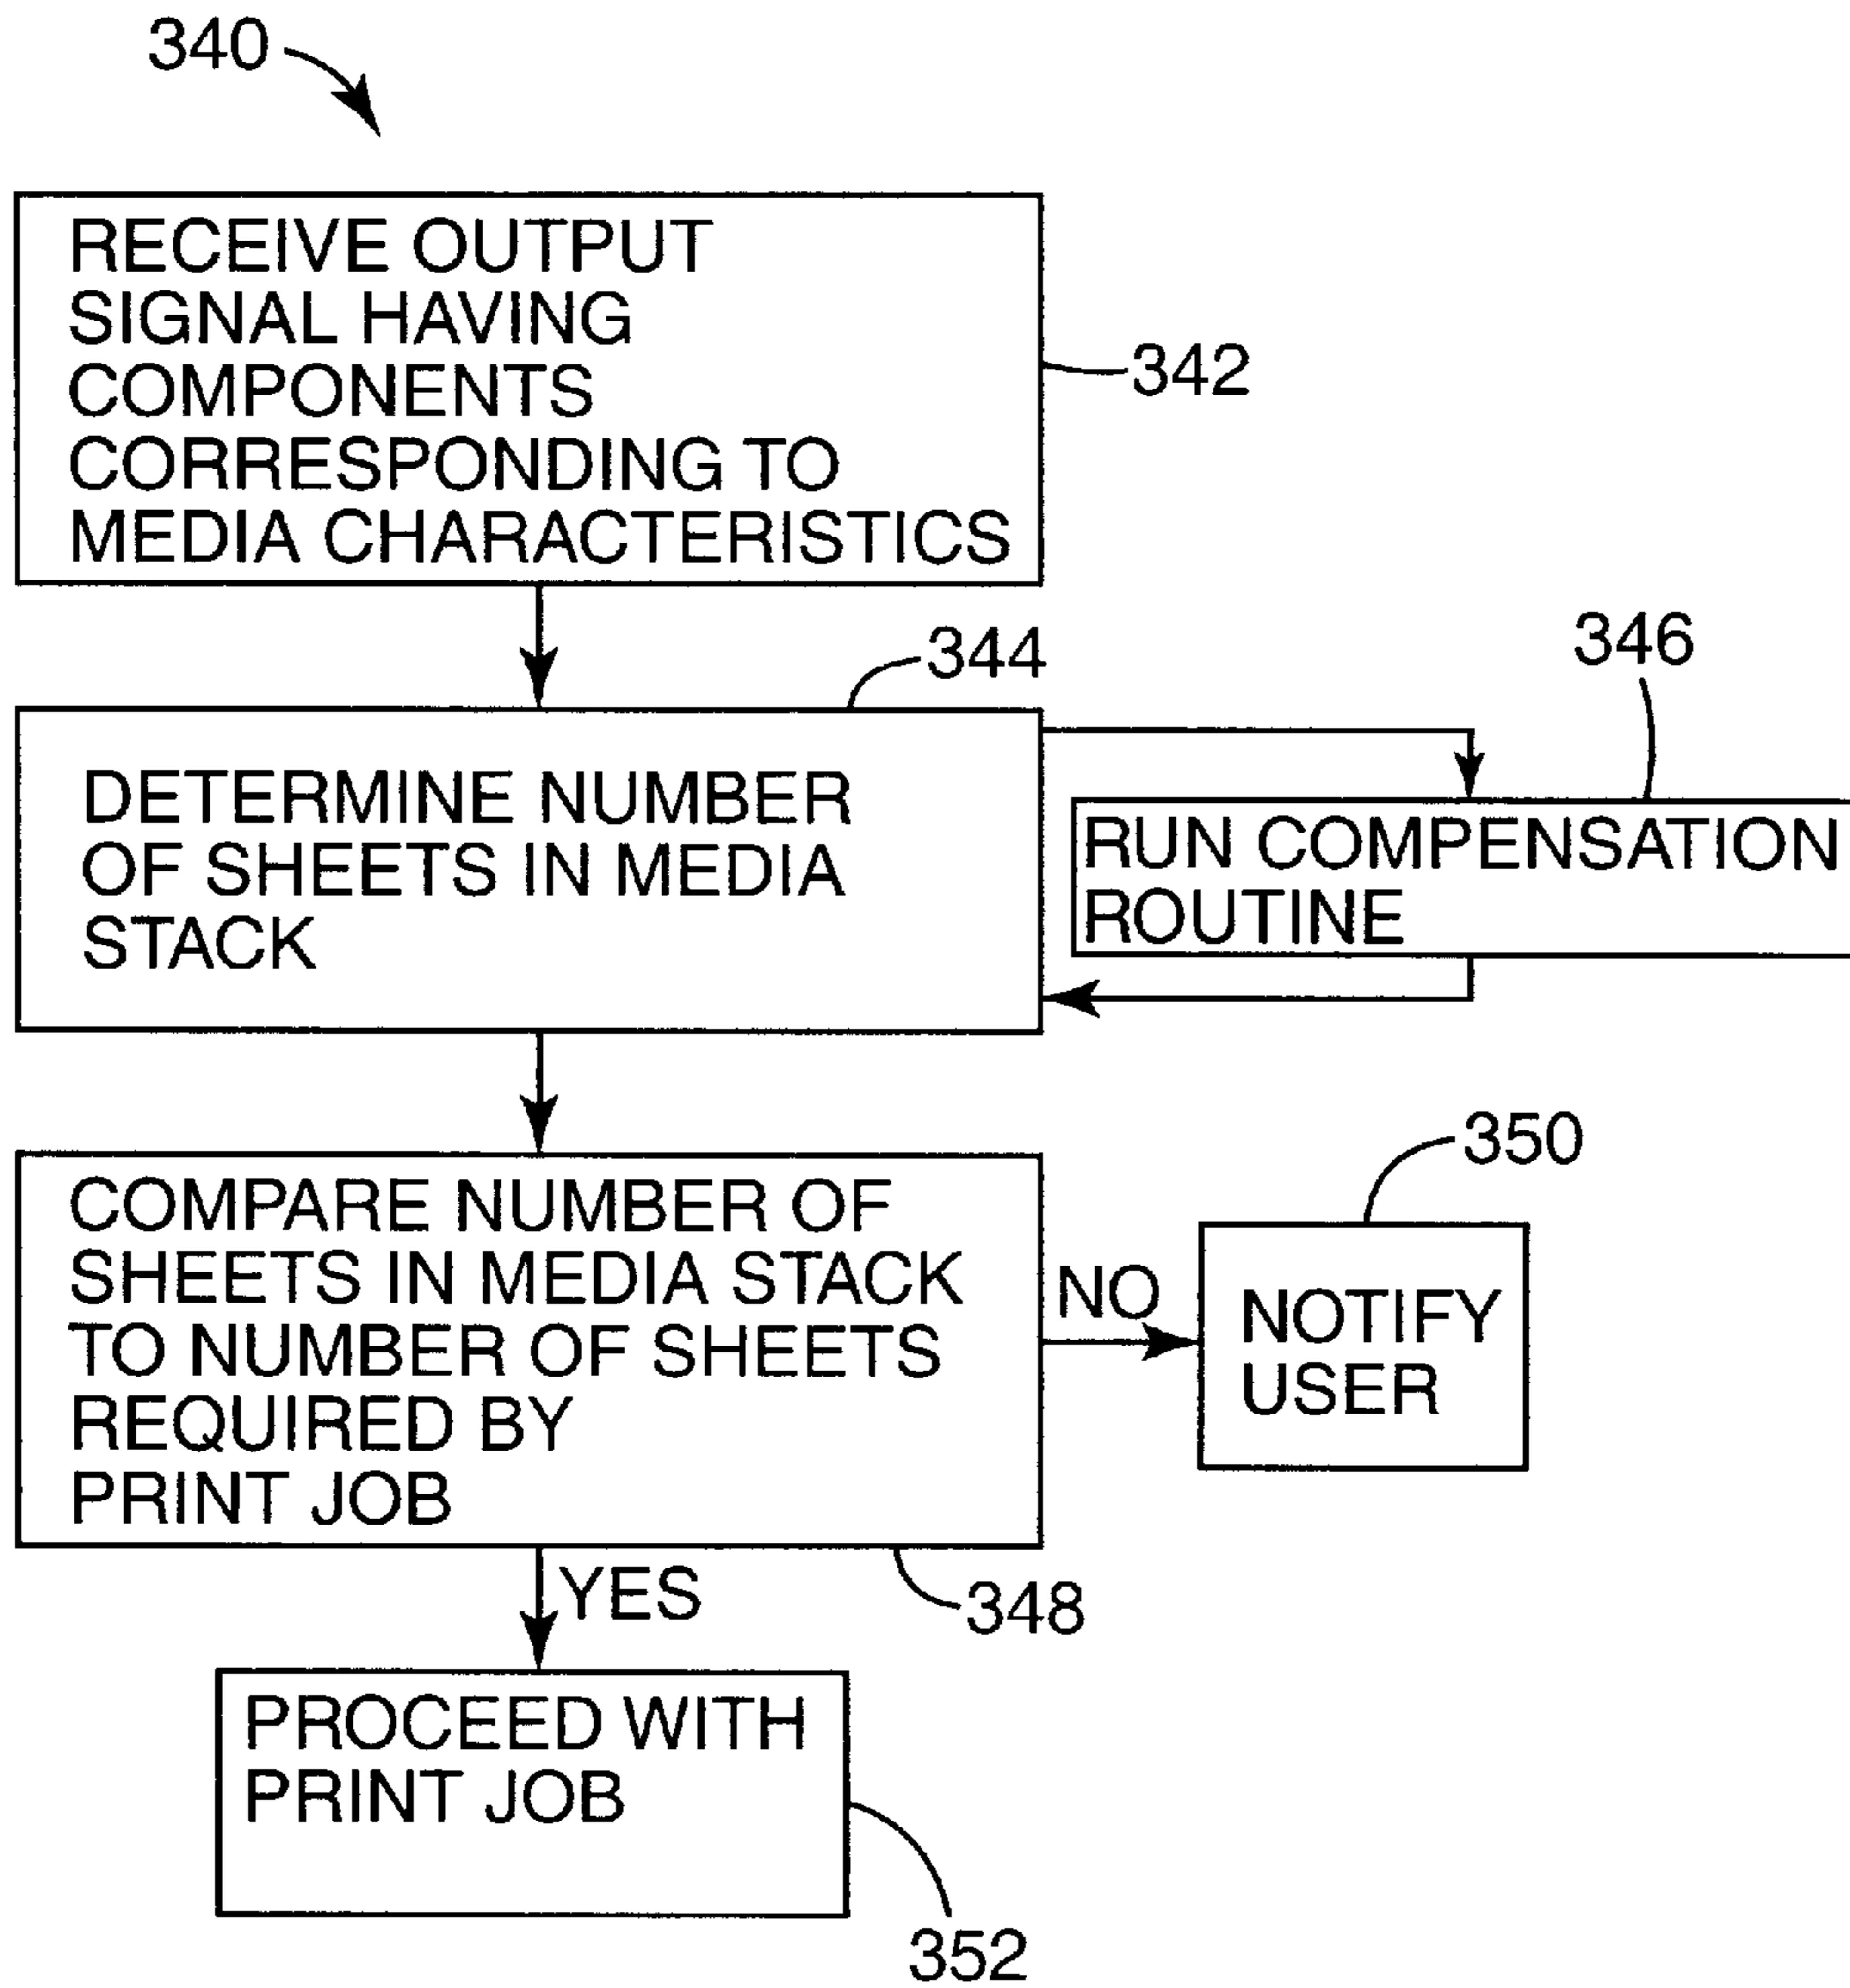 340
RECEIVE OUTPUT
SIGNAL HAVING
COMPONENTS
CORRESPONDING TO
MEDIA CHARACTERISTICS
342
344
DETERMINE NUMBER
OF SHEETS IN MEDIA
STACK
346
RUN COMPENSATION
ROUTINE
COMPARE NUMBER OF
SHEETS IN MEDIA STACK
TO NUMBER OF SHEETS
REQUIRED BY
PRINT JOB
348
NO
350
NOTIFY
USER
YES
PROCEED WITH
PRINT JOB
352